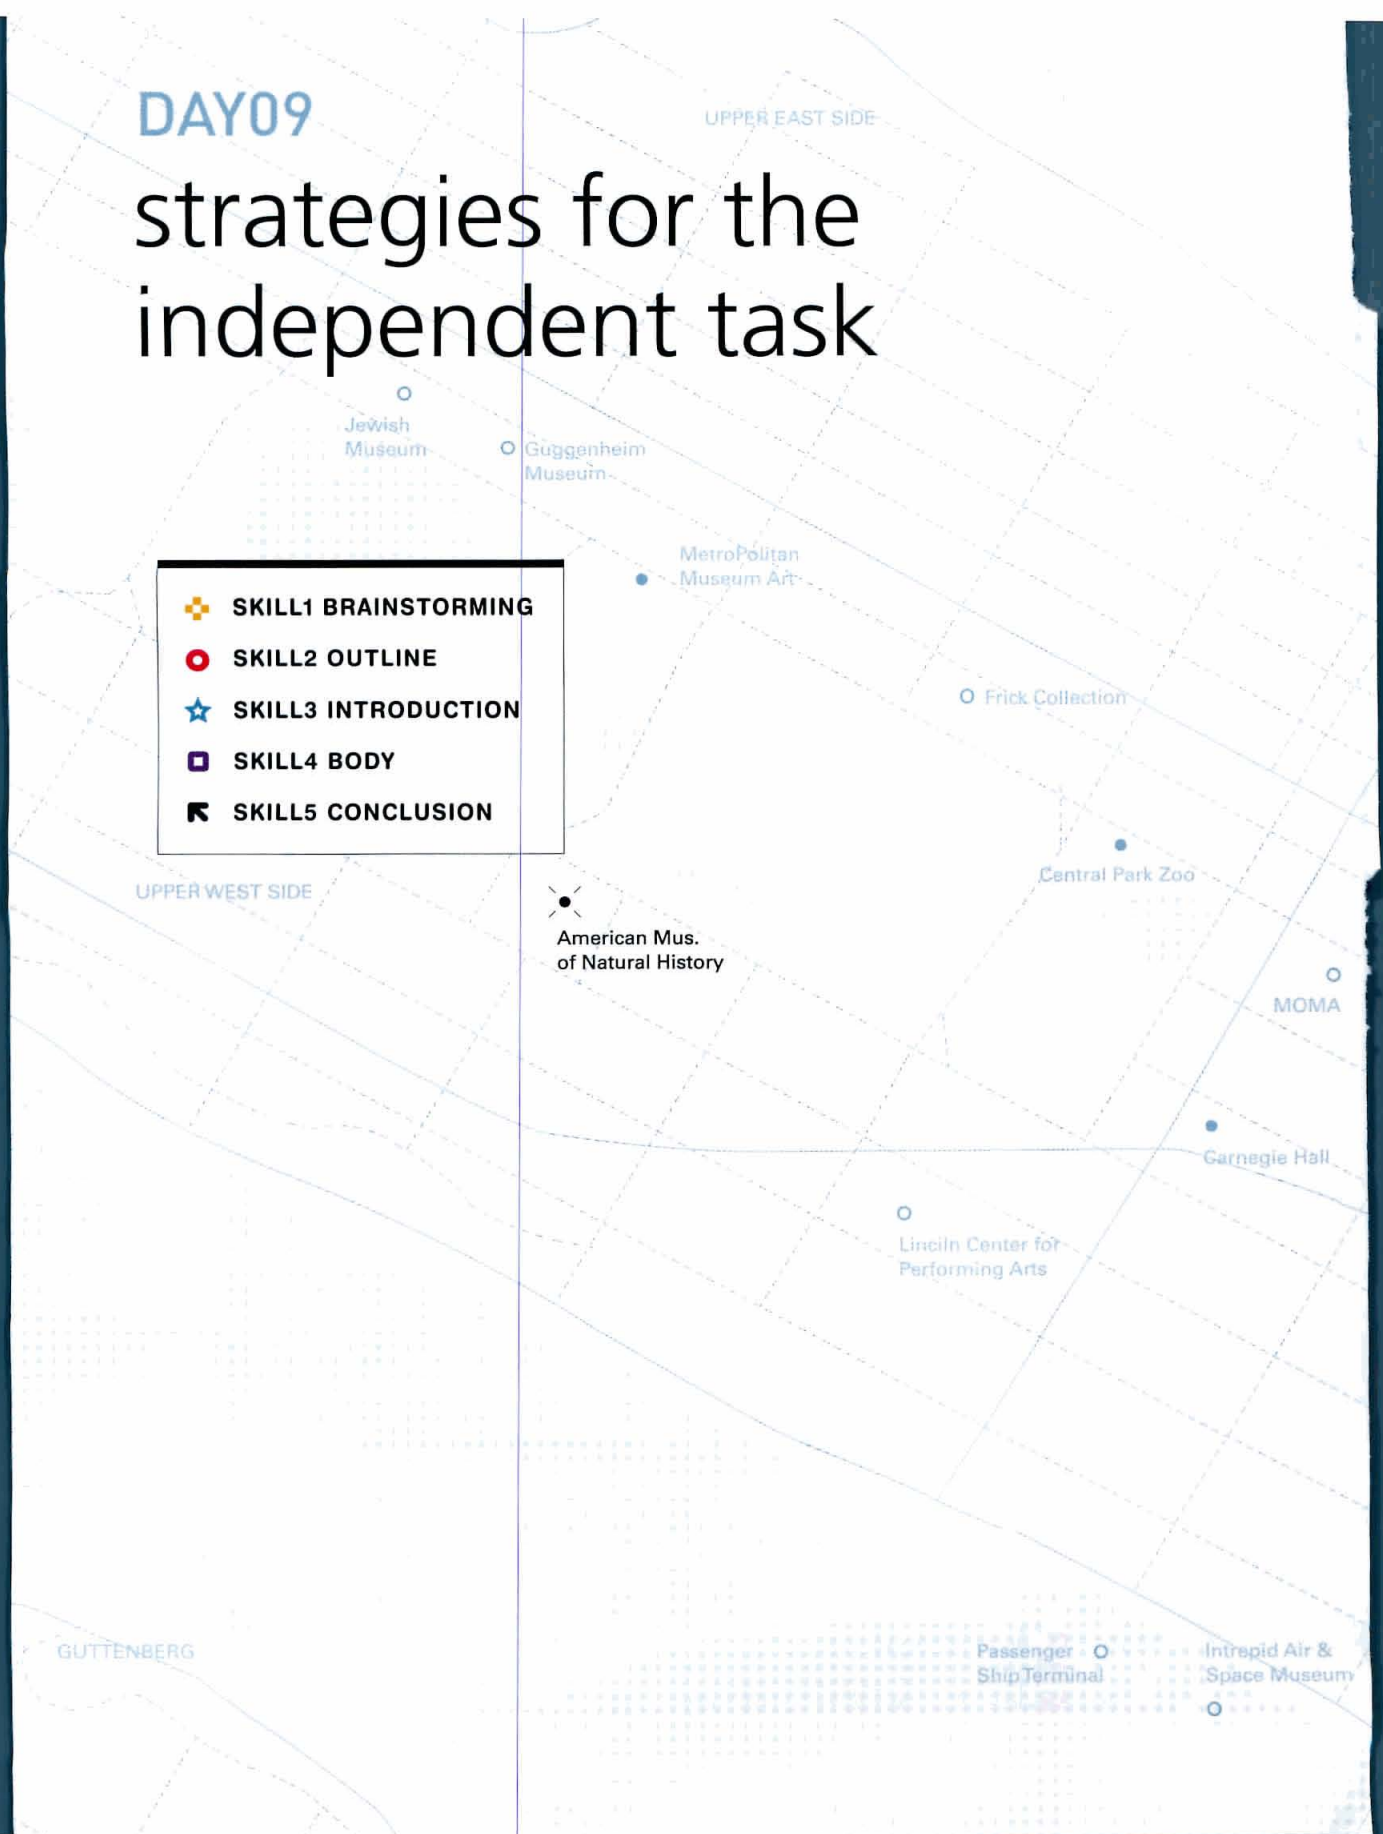 DAY09
UPPER EAST SIDE
strategies for the
independent task
Jewish
Museum
Guggenheim
Museum
MetroPolitan
Museum Art
SKILL1 BRAINSTORMING
SKILL2 OUTLINE
SKILL3 INTRODUCTION
SKILL4 BODY
SKILL5 CONCLUSION
Frick Collection
Central Park Zoo
UPPER WEST SIDE
American Mus.
of Natural History
MOMA
Carnegie Hall
Linciln Center for
Performing Arts
GUTTENBERG
Passenger
Ship Terminal
Intrepid Air &
Space Museum